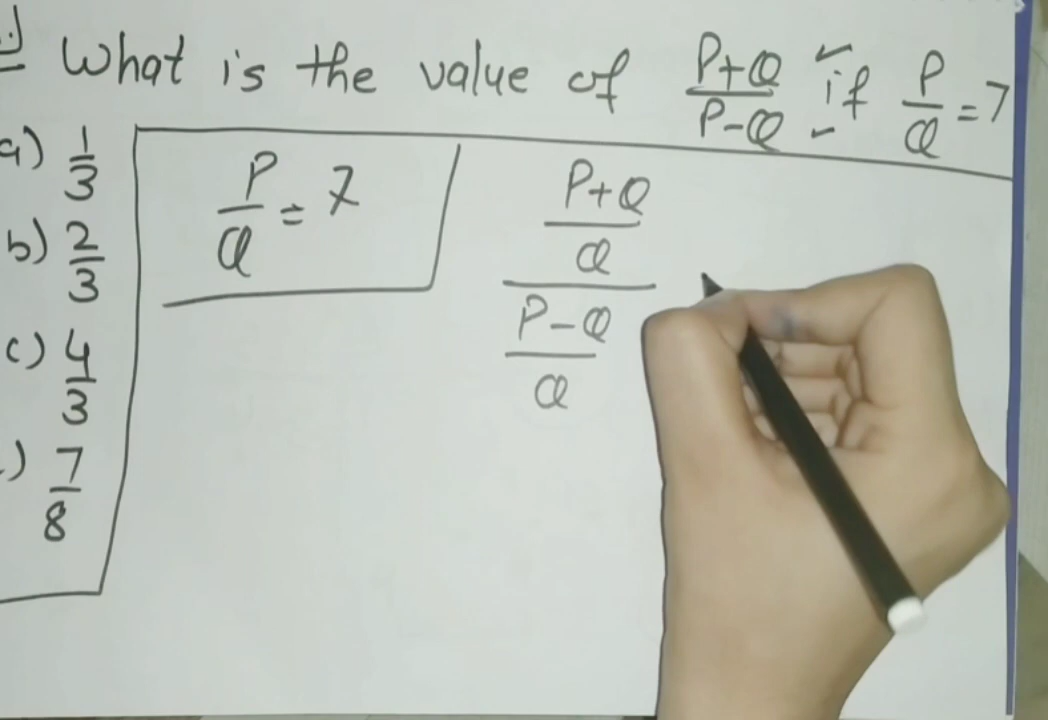 What is the value of P+Q/P-Q if P/Q = 7
a) 1/3
b) 2/3
c) 4/3
) 7/8
P/Q = 7
P+Q
Q
P-Q
Q